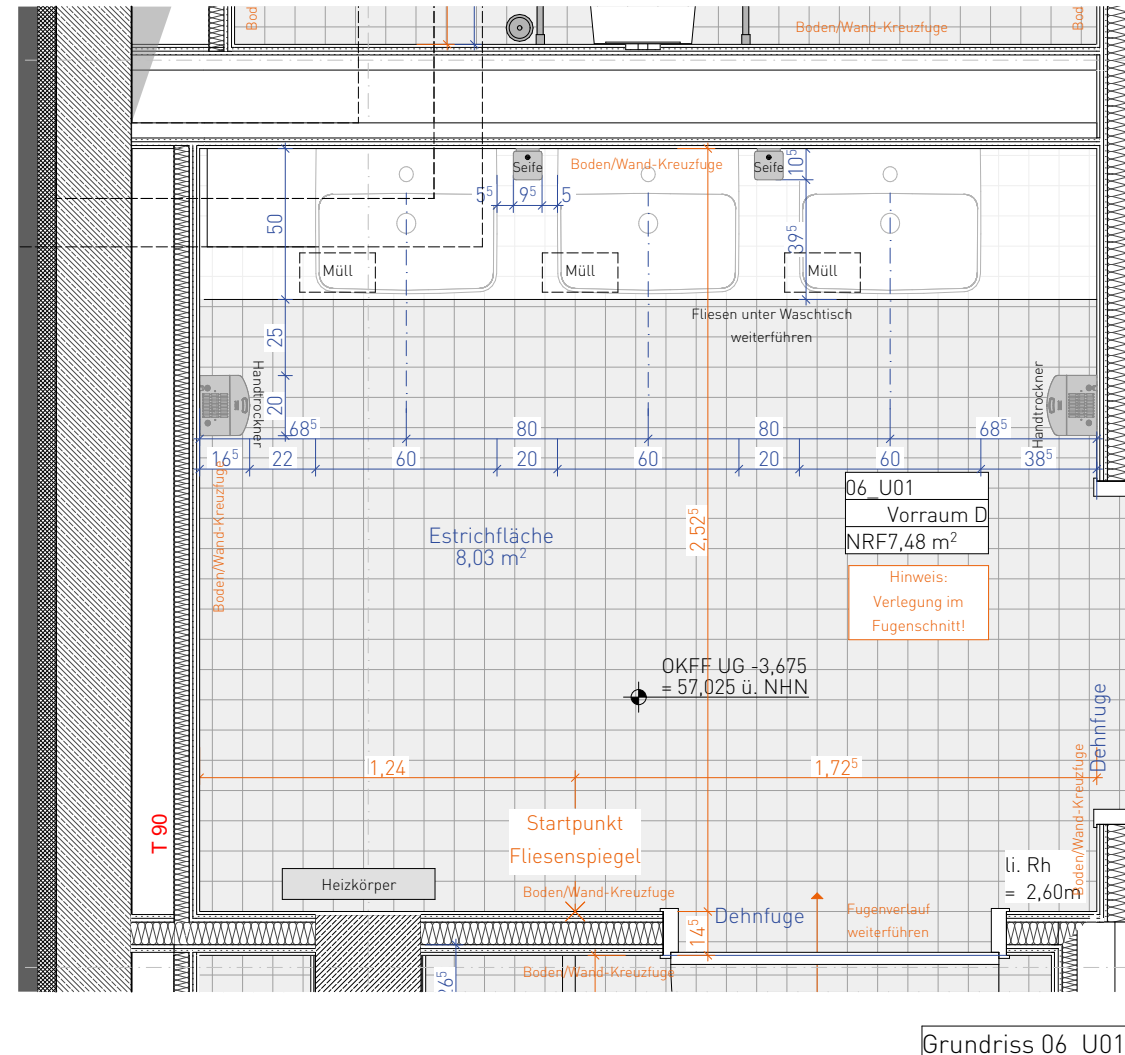 Bod
Boden/Wand-Kreuzfuge
Bod
Seife
Boden/Wand-Kreuzfuge
Seife
10⁵
5⁵
9⁵
5
50
39⁵
Müll
Müll
Müll
Fliesen unter Waschtisch
weiterführen
25
20
Handtrockner
Handtrockner
68⁵
80
80
68⁵
16⁵
22
60
20
60
20
60
38⁵
Boden/Wand-Kreuzfuge
Estrichfläche
8,03 m²
2,52⁵
06_U01
Vorraum D
NRF7,48 m²
Hinweis:
Verlegung im
Fugenschnitt!
OKFF UG -3,675
= 57,025 ü. NHN
Dehnfuge
Boden/Wand-Kreuzfuge
1,24
1,72⁵
T 90
Startpunkt
Fliesenspiegel
Heizkörper
Boden/Wand-Kreuzfuge
li. Rh
= 2,60m
Dehnfuge
14⁵
Fugenverlauf
weiterführen
Boden/Wand-Kreuzfuge
26⁵
Grundriss 06_U01